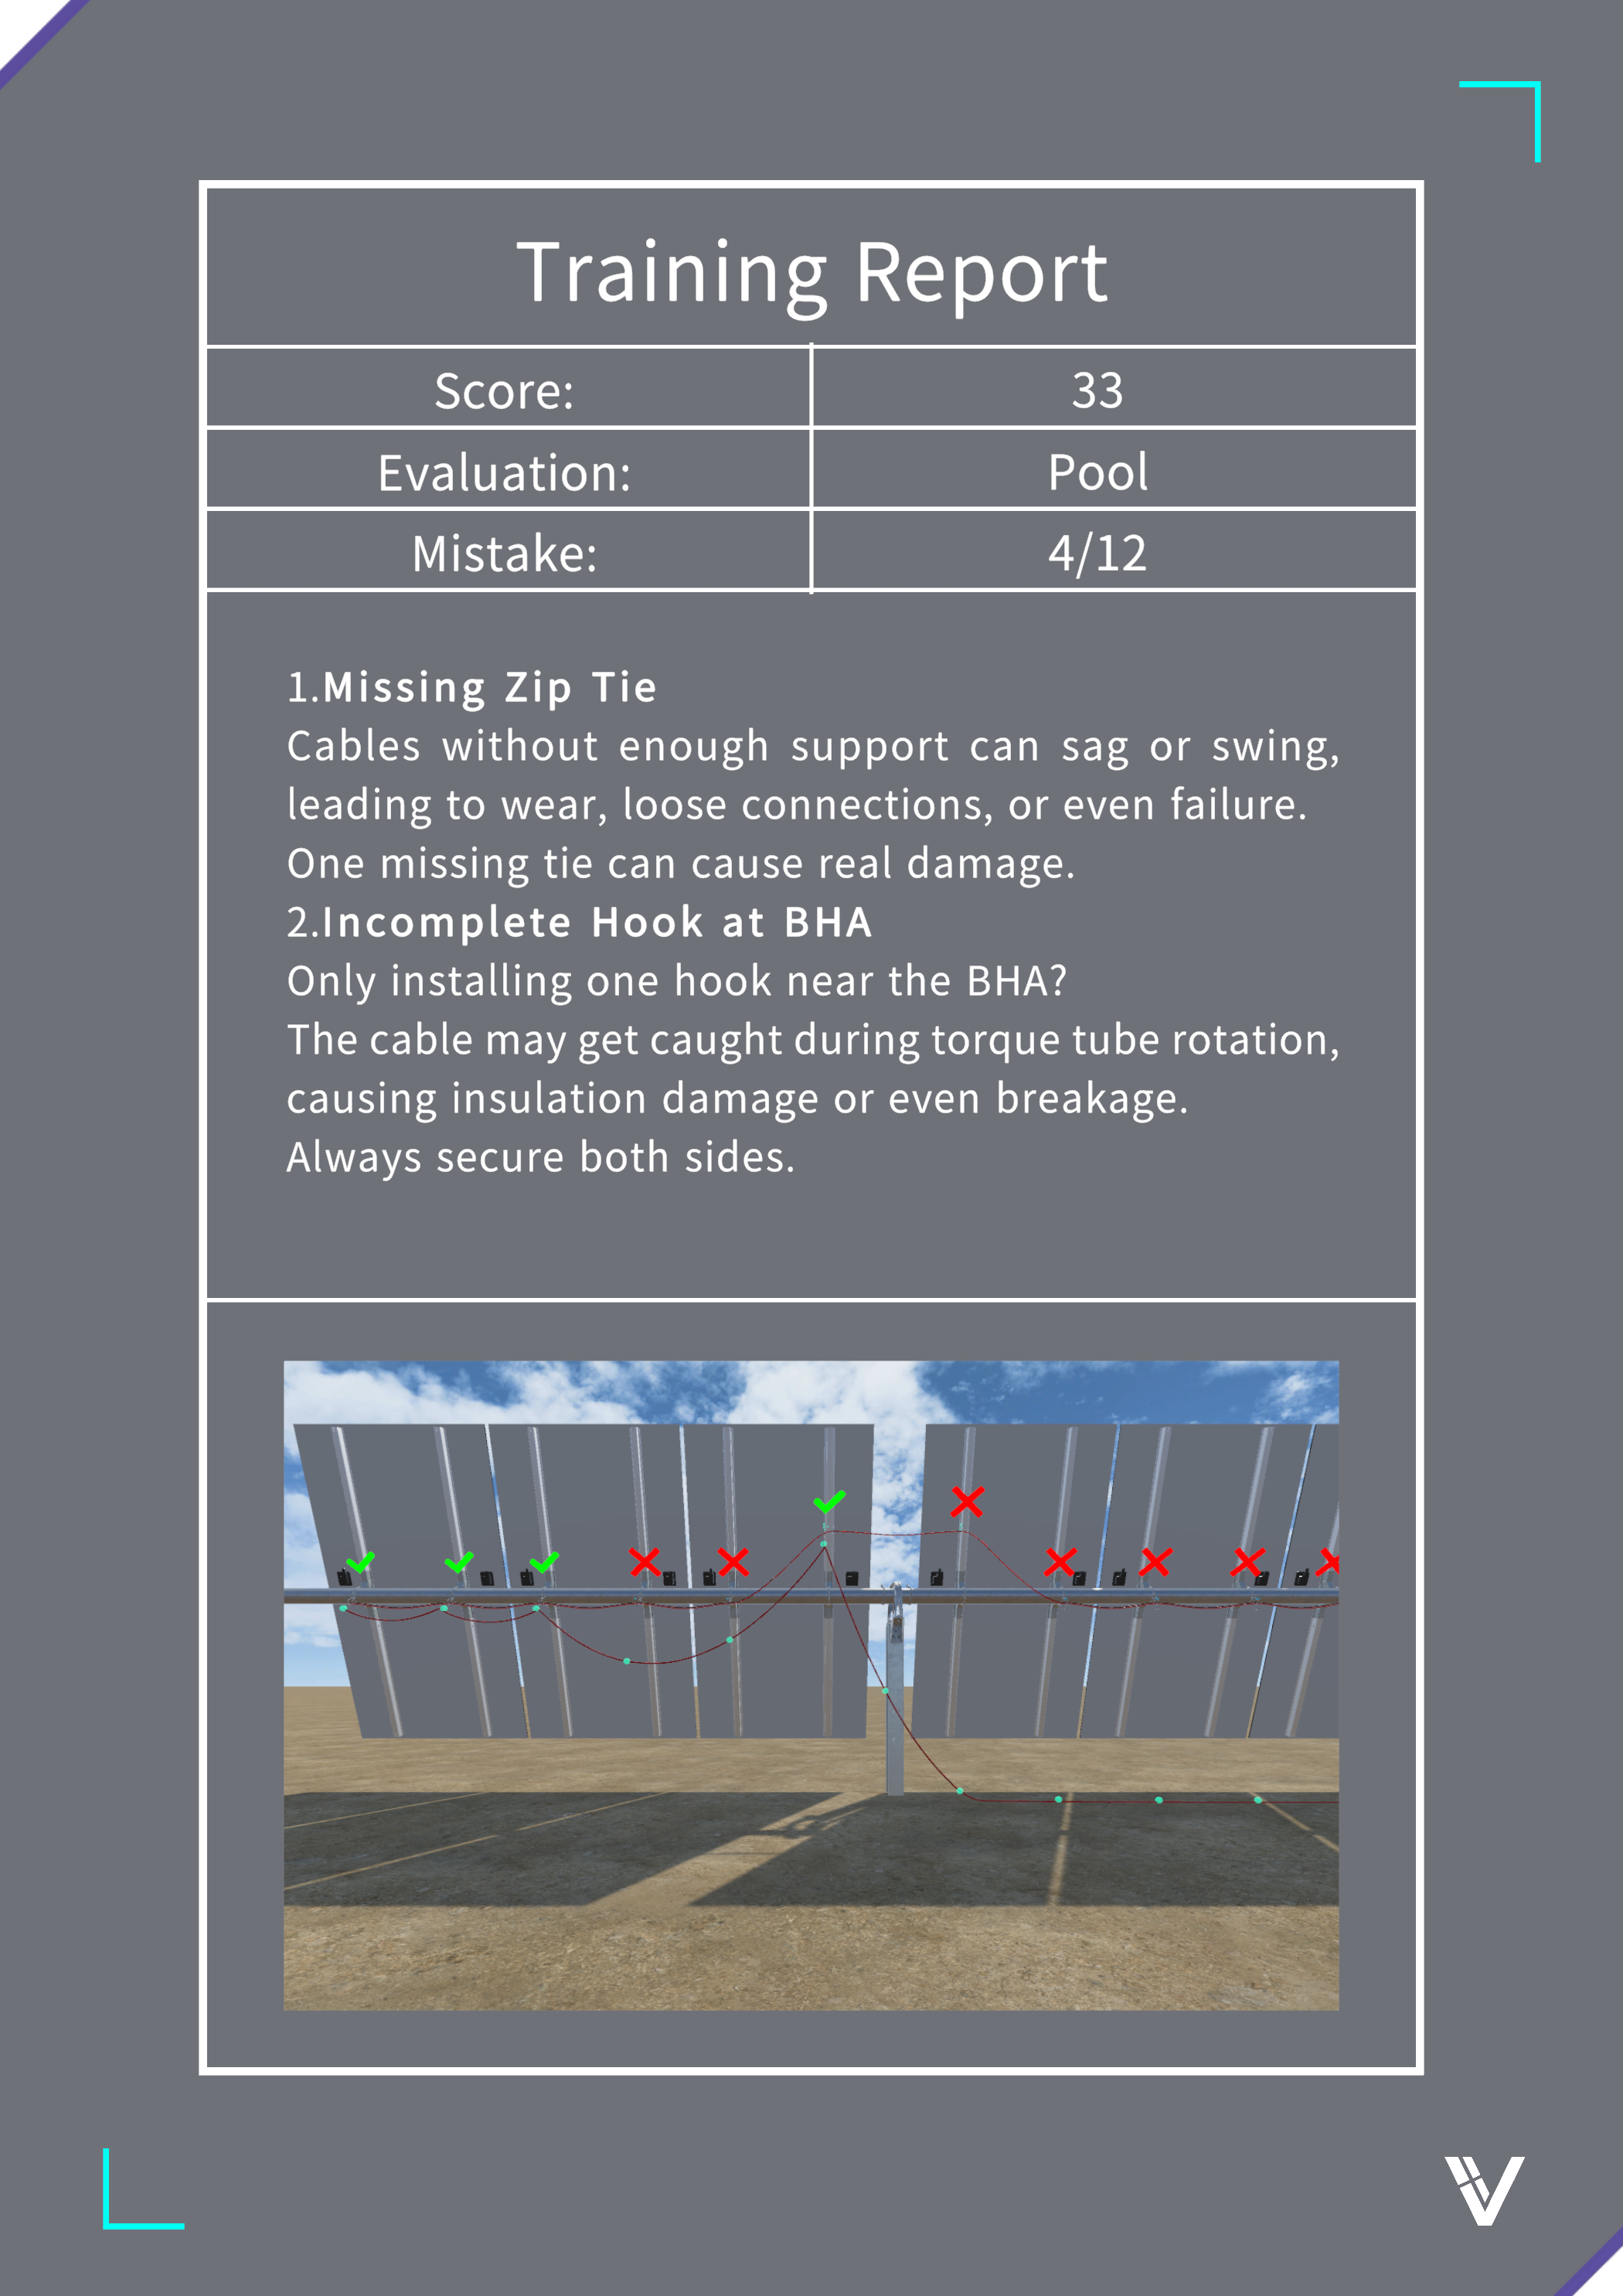 Training Report
Score: 33
Evaluation: Pool
Mistake: 4/12
1.Missing Zip Tie
Cables without enough support can sag or swing,
leading to wear, loose connections, or even failure.
One missing tie can cause real damage.
2.Incomplete Hook at BHA
Only installing one hook near the BHA?
The cable may get caught during torque tube rotation,
causing insulation damage or even breakage.
Always secure both sides.